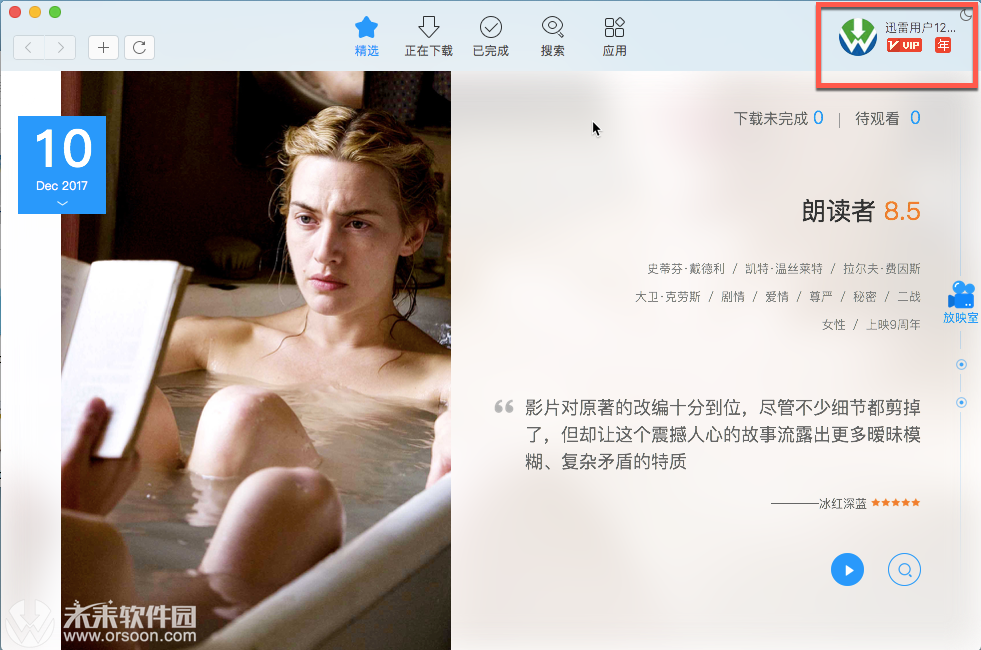 迅雷用户12...
VIP 年
精选 正在下载 已完成 搜索 应用
下载未完成 0 | 待观看 0
10
Dec 2017
朗读者 8.5
史蒂芬·戴德利 / 凯特·温丝莱特 / 拉尔夫·费因斯
大卫·克劳斯 / 剧情 / 爱情 / 尊严 / 秘密 / 二战
女性 / 上映9周年
放映室
“ 影片对原著的改编十分到位，尽管不少细节都剪掉
了，但却让这个震撼人心的故事流露出更多暧昧模
糊、复杂矛盾的特质
———冰红深蓝 ★★★★★
未来软件园
www.orsoon.com